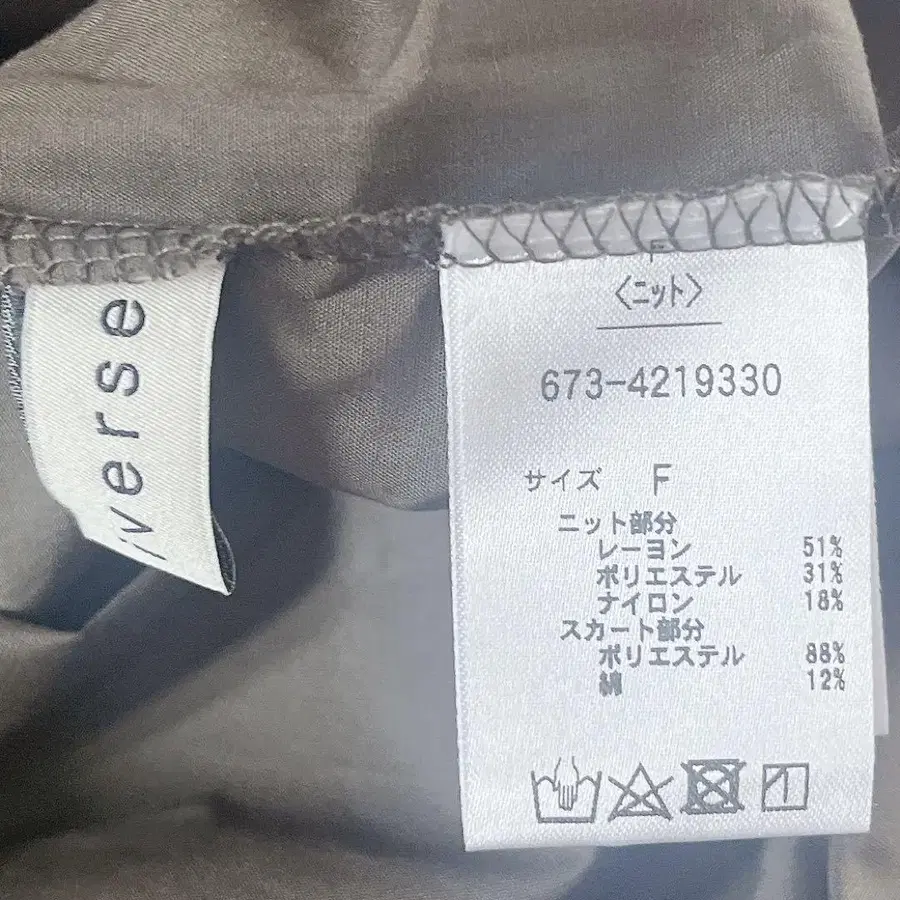 verse
〈ニット〉
673-4219330
サイズ F
ニット部分
レーヨン 51%
ポリエステル 31%
ナイロン 18%
スカート部分
ポリエステル 88%
綿 12%